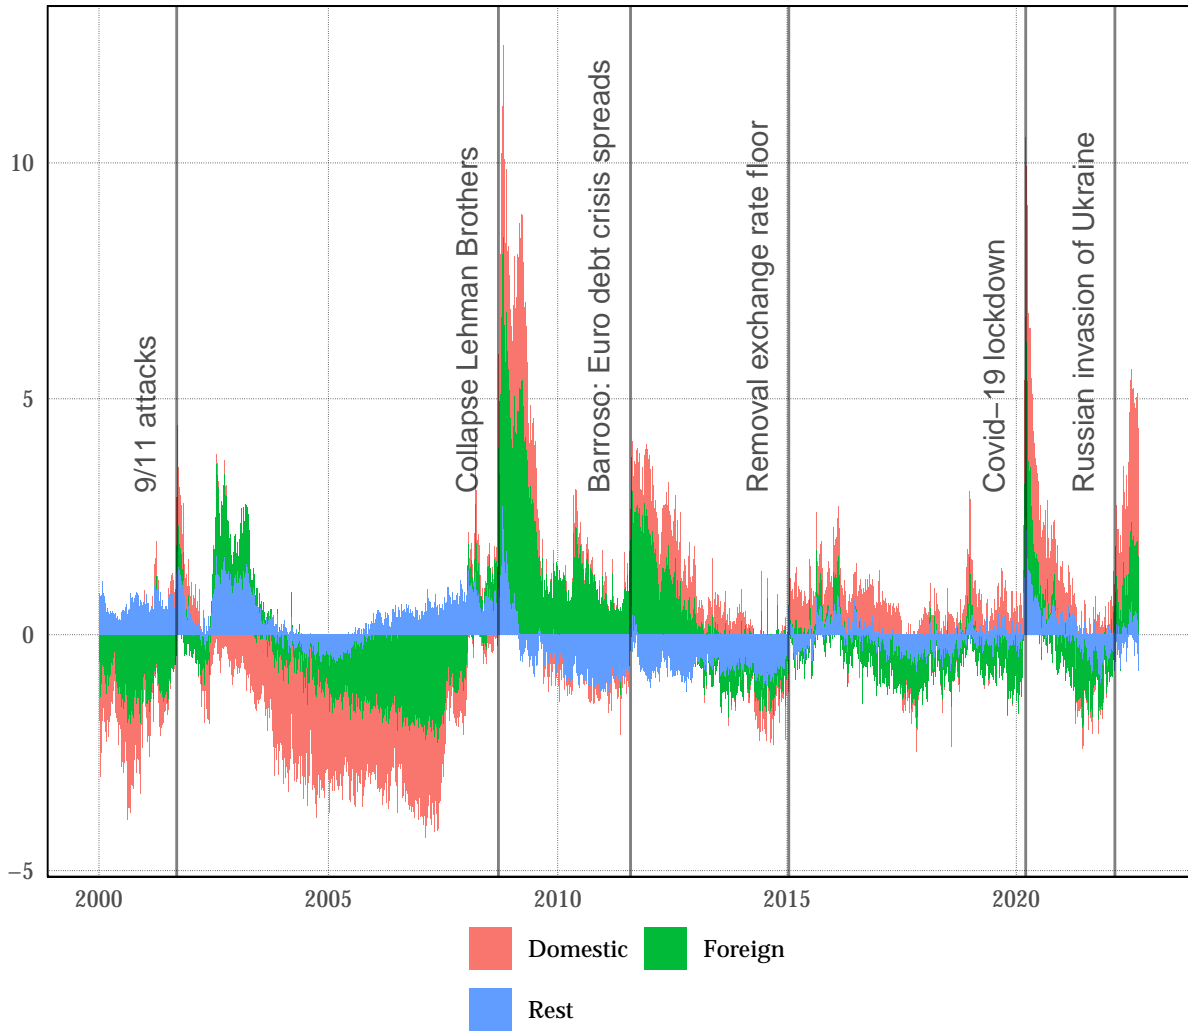 10
5
0
−5
9/11 attacks
Collapse Lehman Brothers
Barroso: Euro debt crisis spreads
Removal exchange rate floor
Covid−19 lockdown
Russian invasion of Ukraine
2000 2005 2010 2015 2020
Domestic Foreign
Rest